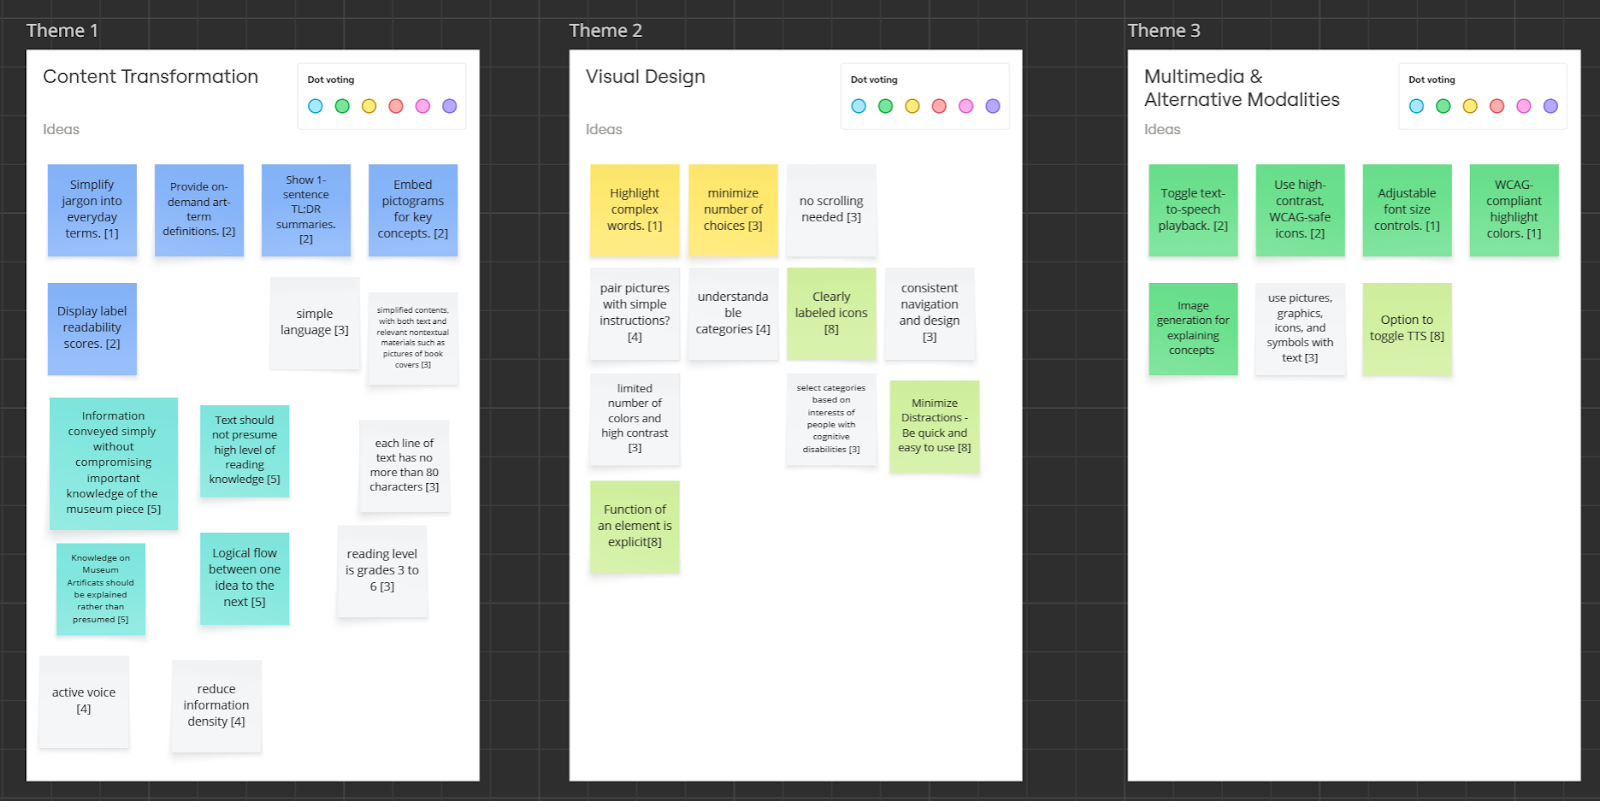 Theme 1
Content Transformation
Dot voting
Ideas
Simplify
jargon into
everyday
terms. [1]
Provide on-
demand art-
term
definitions. [2]
Show 1-
sentence
TL;DR
summaries.
[2]
Embed
pictograms
for key
concepts. [2]
Display label
readability
scores. [2]
simple
language [3]
simplified contents,
with both text and
relevant nontextual
materials such as
pictures of book
covers [3]
Information
conveyed simply
without
compromising
important
knowledge of the
museum piece [5]
Text should
not presume
high level of
reading
knowledge [5]
each line of
text has no
more than 80
characters [3]
Knowledge on
Museum
Artificats should
be explained
rather than
presumed [5]
Logical flow
between one
idea to the
next [5]
reading level
is grades 3 to
6 [3]
active voice
[4]
reduce
information
density [4]
Theme 2
Visual Design
Dot voting
Ideas
Highlight
complex
words. [1]
minimize
number of
choices [3]
no scrolling
needed [3]
pair pictures
with simple
instructions?
[4]
understanda
ble
categories [4]
Clearly
labeled icons
[8]
consistent
navigation
and design
[3]
limited
number of
colors and
high contrast
[3]
select categories
based on
interests of
people with
cognitive
disabilities [3]
Minimize
Distractions -
Be quick and
easy to use [8]
Function of
an element is
explicit[8]
Theme 3
Multimedia &
Alternative Modalities
Dot voting
Ideas
Toggle text-
to-speech
playback. [2]
Use high-
contrast,
WCAG-safe
icons. [2]
Adjustable
font size
controls. [1]
WCAG-
compliant
highlight
colors. [1]
Image
generation for
explaining
concepts
use pictures,
graphics,
icons, and
symbols with
text [3]
Option to
toggle TTS [8]